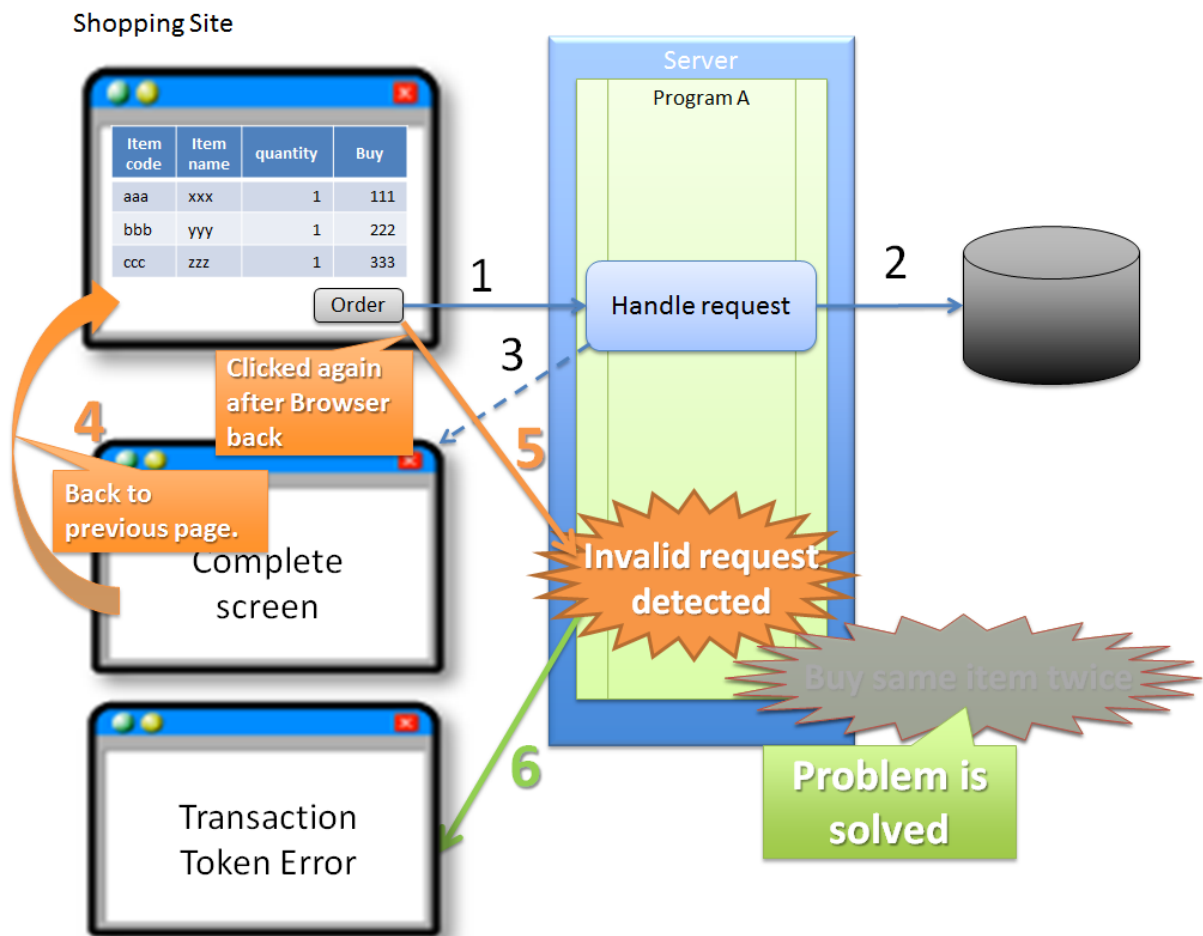 Shopping Site
Server
Program A
Item
code
Item
name
quantity
Buy
aaa
xxx
1
111
bbb
yyy
1
222
ccc
zzz
1
333
Order
1
Handle request
2
3
Clicked again
after Browser
back
4
5
Back to
previous page.
Complete
screen
Invalid request
detected
Buy same item twice
6
Problem is
solved
Transaction
Token Error